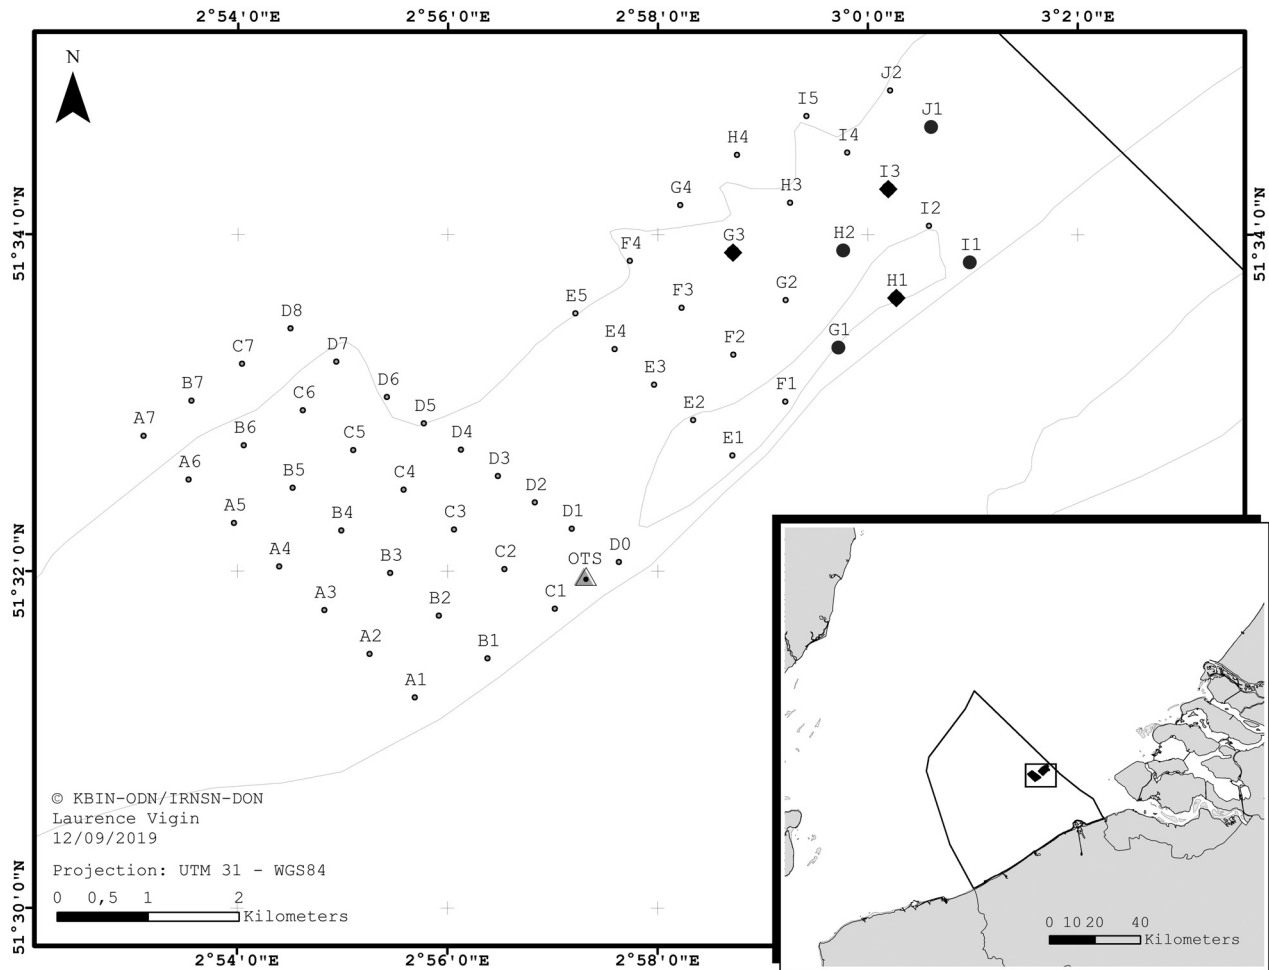 2°54'0"E 2°56'0"E 2°58'0"E 3°0'0"E 3°2'0"E
N
J2
I5
J1
H4
I4
I3
G4
H3
I2
51°34'0"N
51°34'0"N
G3
H2
I1
F4
G2
H1
E5
F3
D8
G1
E4
F2
C7
D7
E3
B7
D6
F1
C6
E2
A7
D5
B6
C5
D4
E1
A6
B5
C4
D3
D2
A5
B4
C3
D1
D0
A4
B3
C2
OTS
51°32'0"N
A3
B2
C1
A2
B1
A1
© KBIN-ODN/IRNSN-DON
Laurence Vigin
12/09/2019
Projection: UTM 31 - WGS84
0 0,5 1 2
Kilometers
51°30'0"N
0 10 20 40
Kilometers
2°54'0"E 2°56'0"E 2°58'0"E